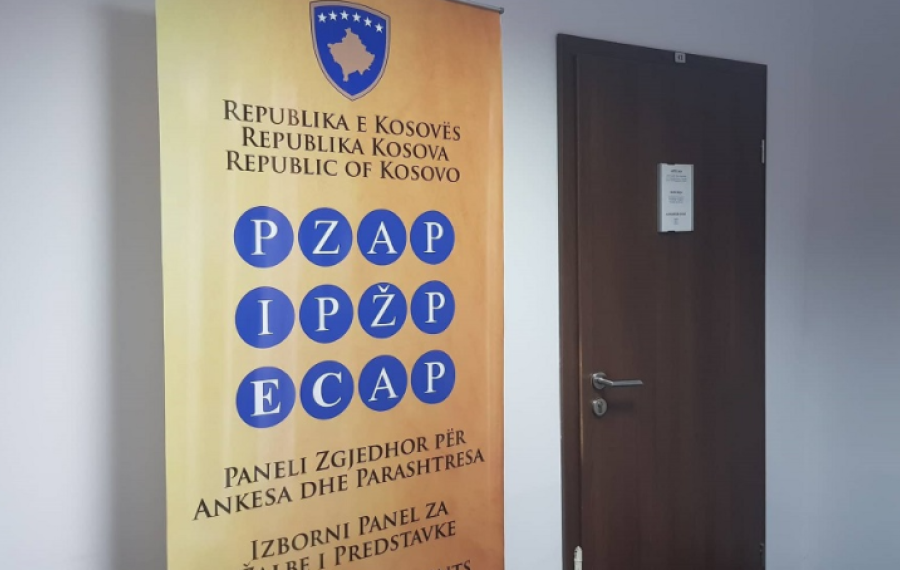 REPUBLIKA E KOSOVËS
REPUBLIKA KOSOVA
REPUBLIC OF KOSOVO
PZAP
IPŽP
ECAP
PANELI ZGJEDHOR PËR
ANKESA DHE PARASHTRESA
IZBORNI PANEL ZA
ŽALBE I PREDSTAVKE